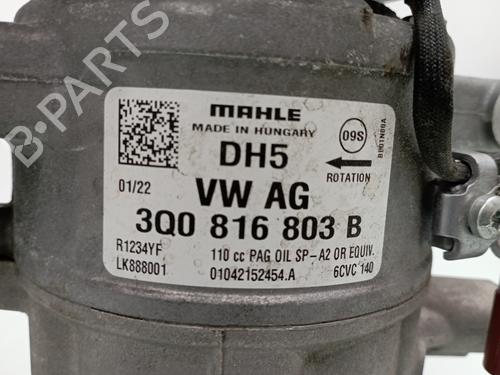 MAHLE
MADE IN HUNGARY
09S
DH5
ROTATION
01/22
VW AG
3Q0 816 803 B
R1234YF
110 cc PAG OIL SP-A2 OR EQUIV.
LK888001
01042152454.A
6CVC 140